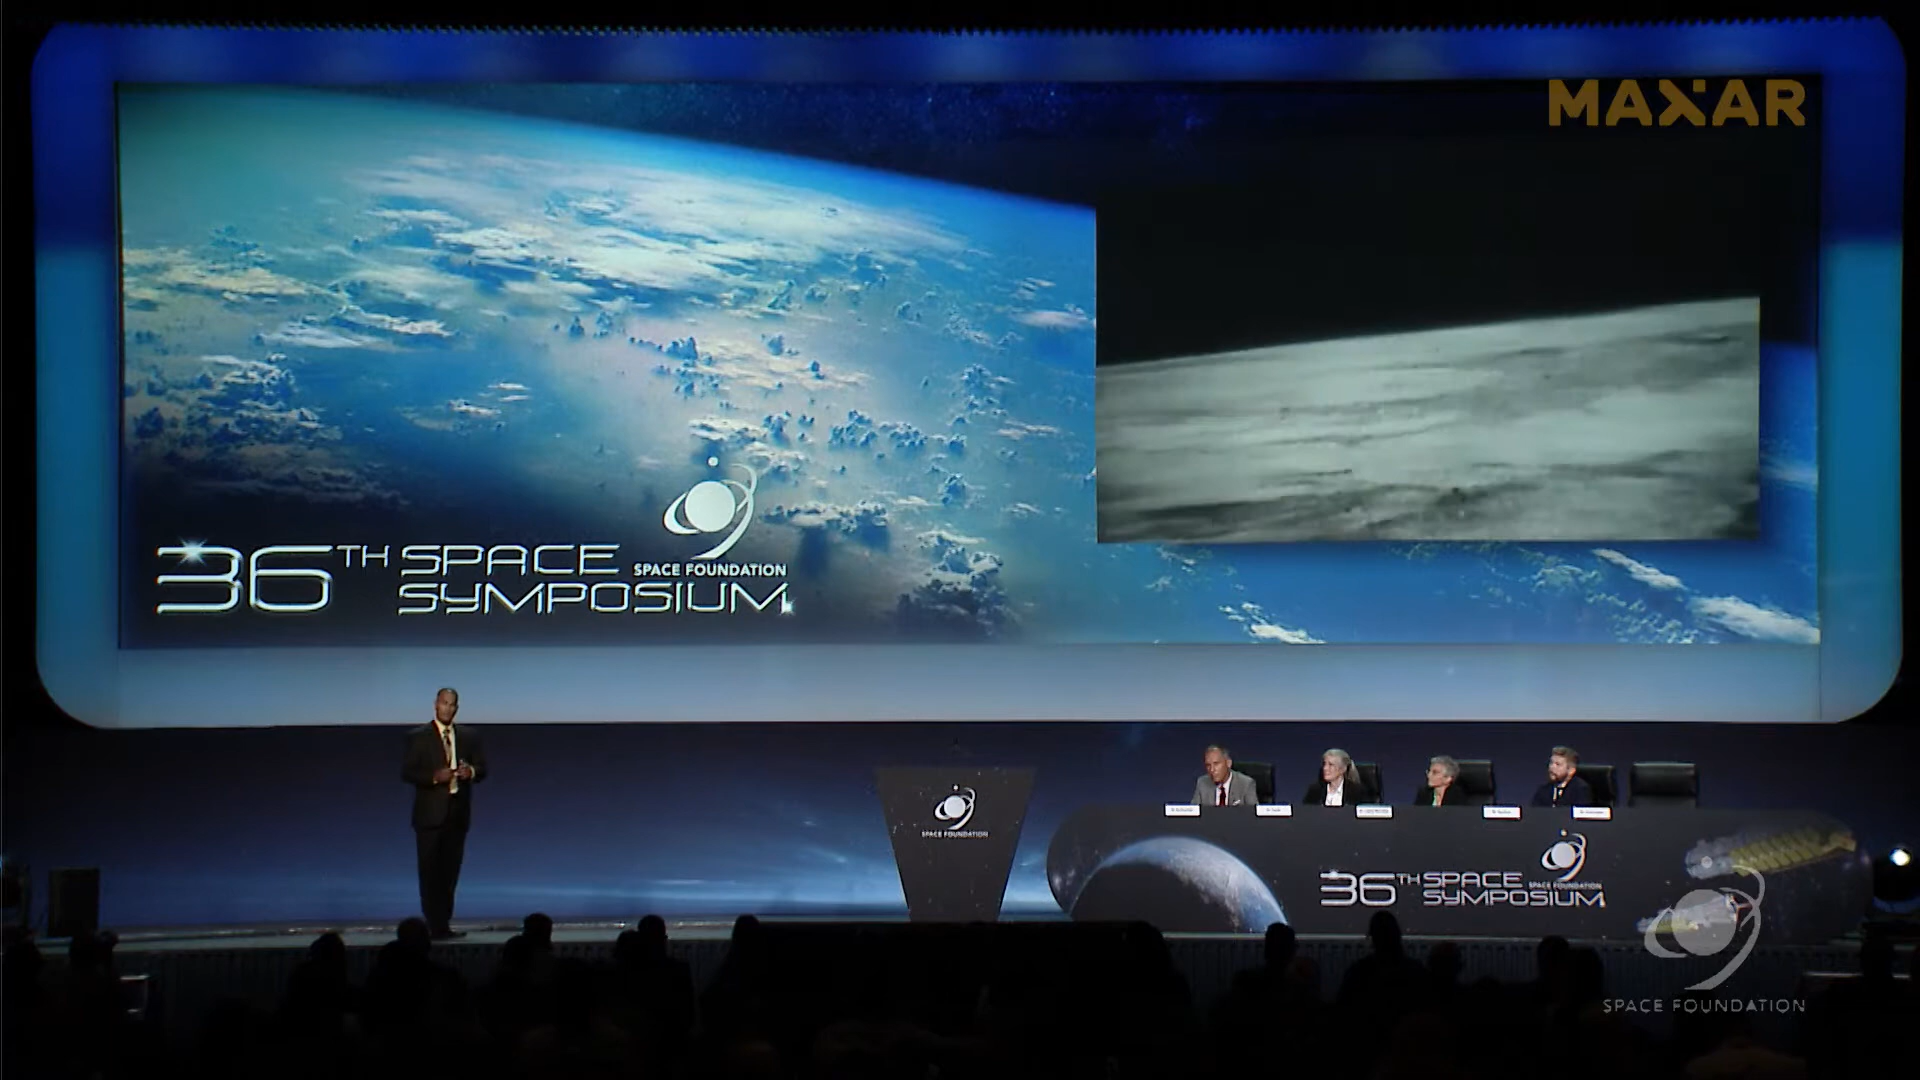 MAXAR
36TH SPACE
SYMPOSIUM
SPACE FOUNDATION
SPACE FOUNDATION
36TH SPACE
SYMPOSIUM
SPACE FOUNDATION
SPACE FOUNDATION